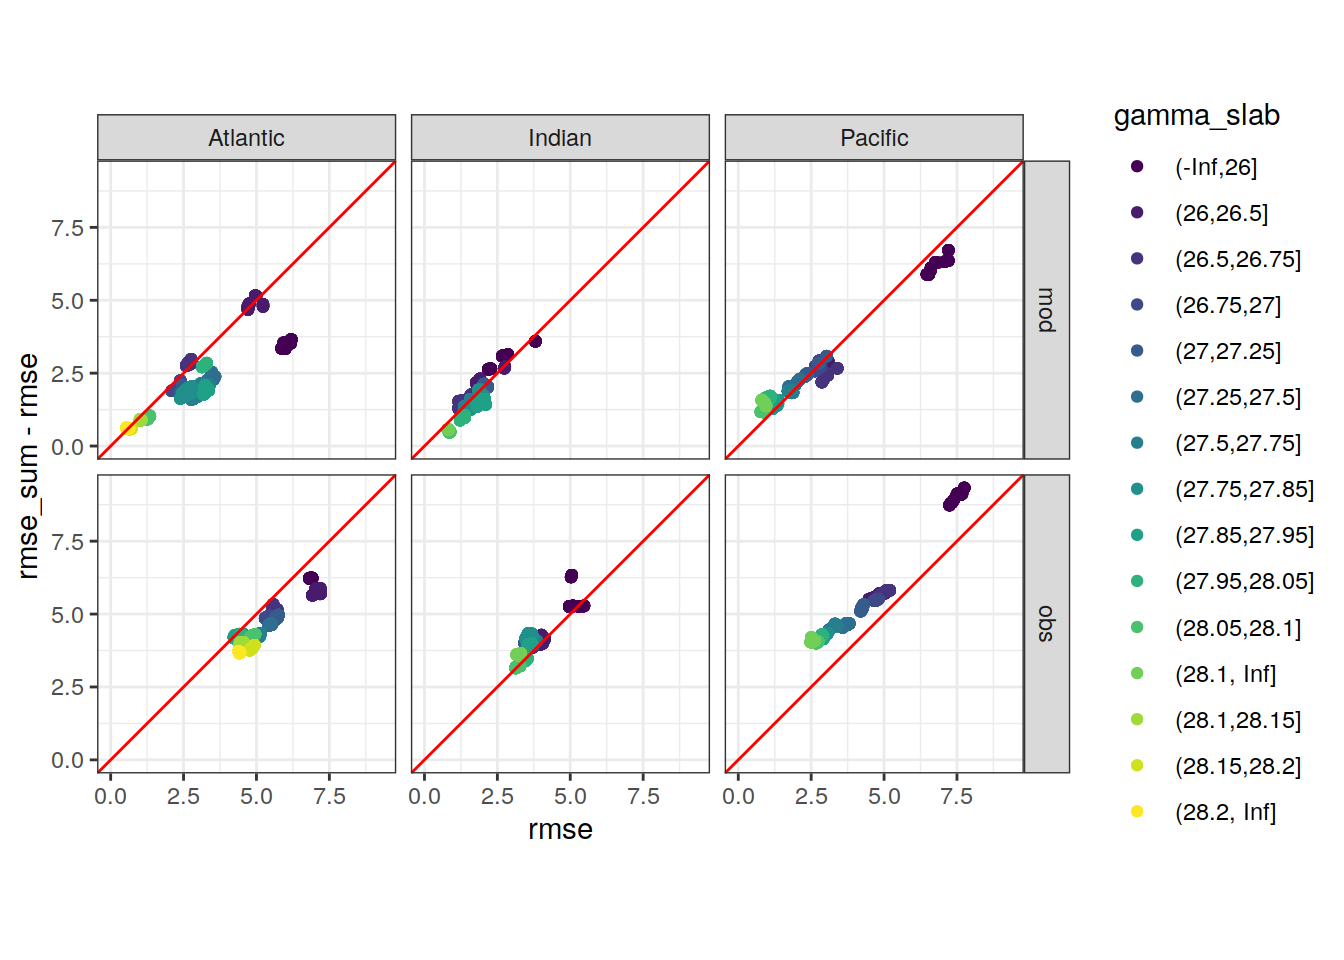 Atlantic
Indian
Pacific
mod
obs
7.5
5.0
2.5
0.0
7.5
5.0
2.5
0.0
0.0 2.5 5.0 7.5
0.0 2.5 5.0 7.5
0.0 2.5 5.0 7.5
rmse
rmse_sum - rmse
gamma_slab
(-Inf,26]
(26,26.5]
(26.5,26.75]
(26.75,27]
(27,27.25]
(27.25,27.5]
(27.5,27.75]
(27.75,27.85]
(27.85,27.95]
(27.95,28.05]
(28.05,28.1]
(28.1, Inf]
(28.1,28.15]
(28.15,28.2]
(28.2, Inf]